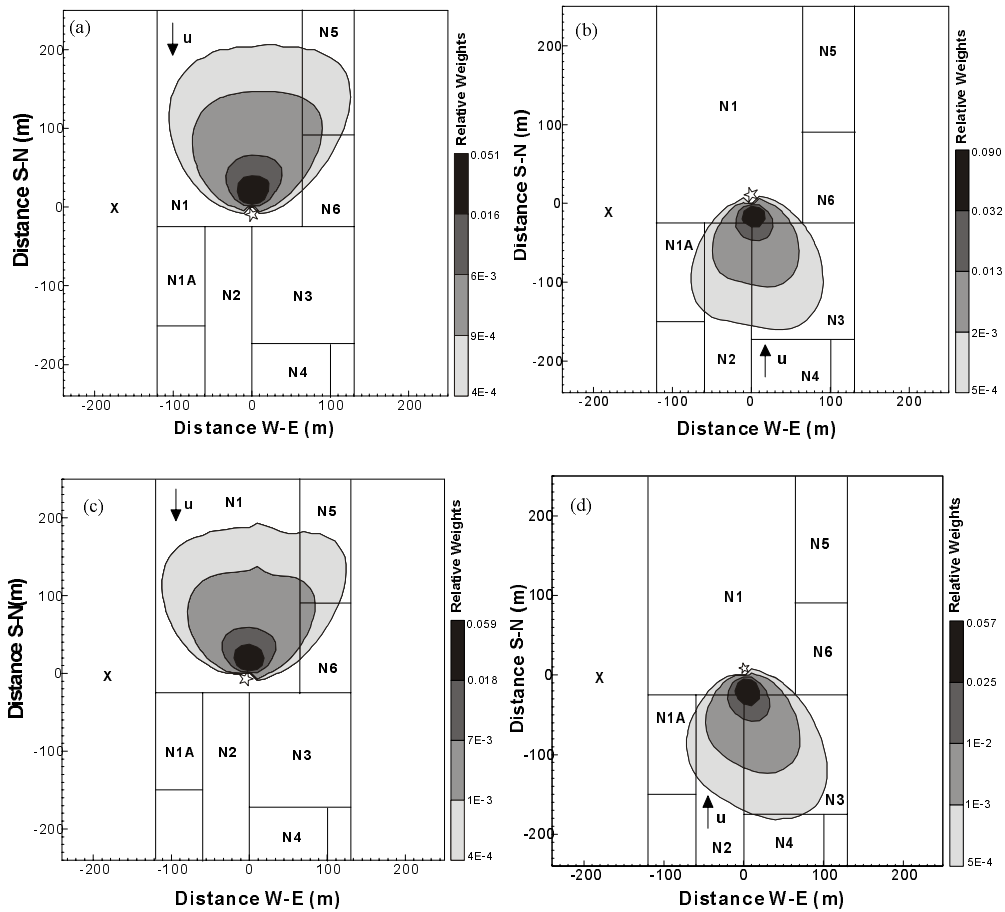 (a)
u
N5
200
100
0
-100
-200
Distance S-N (m)
X
N1
N6
N1A
N2
N3
N4
-200 -100 0 100 200
Distance W-E (m)
Relative Weights
0.051
0.016
6E-3
9E-4
4E-4
(b)
N5
N1
200
100
0
-100
-200
Distance S-N (m)
X
N6
N1A
N3
N2
u
N4
-200 -100 0 100 200
Distance W-E (m)
Relative Weights
0.090
0.032
0.013
2E-3
5E-4
(c)
u
N1
N5
200
100
0
-100
-200
Distance S-N(m)
X
N6
N1A
N2
N3
N4
-200 -100 0 100 200
Distance W-E (m)
Relative Weights
0.059
0.018
7E-3
1E-3
4E-4
(d)
N5
N1
200
100
0
-100
-200
Distance S-N (m)
X
N6
N1A
N3
u
N2
N4
-200 -100 0 100 200
Distance W-E (m)
Relative Weights
0.057
0.025
1E-2
1E-3
5E-4